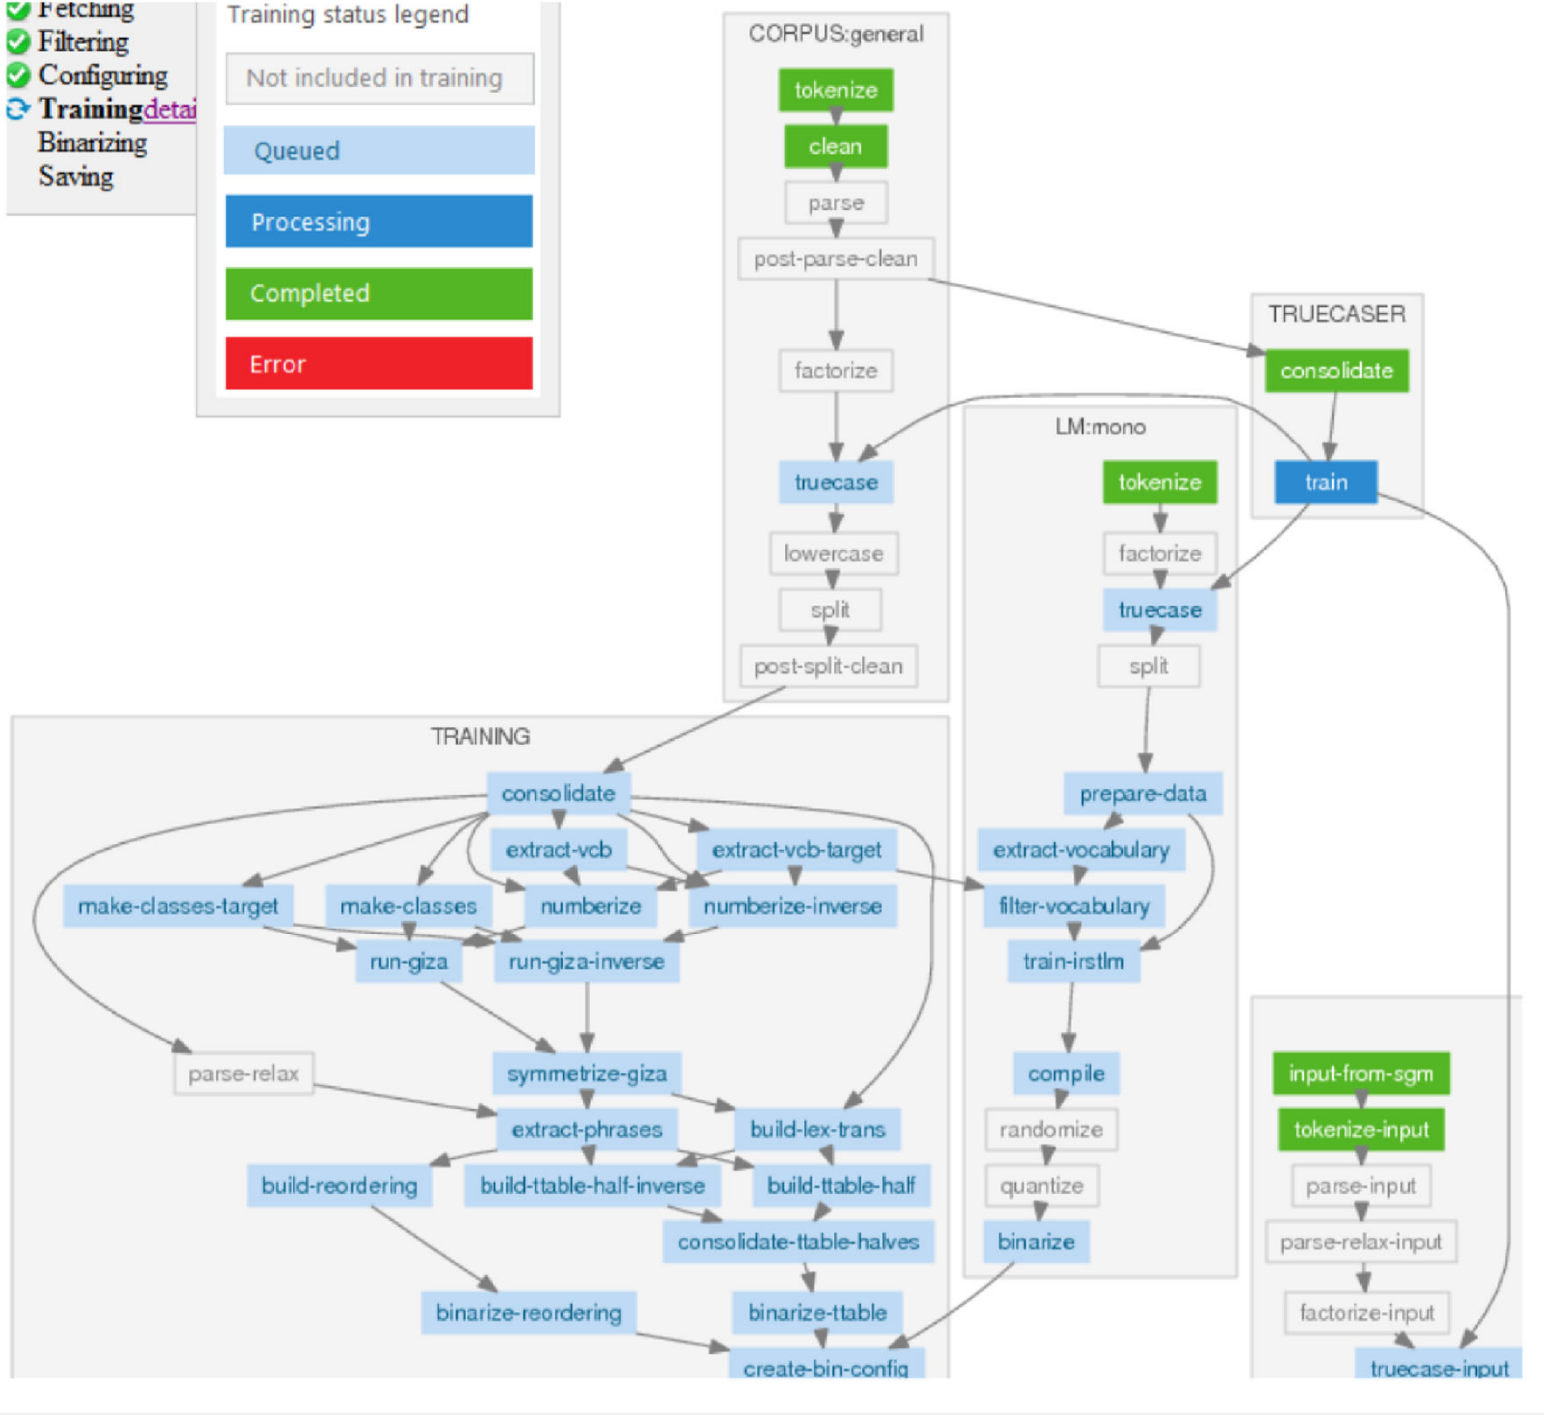 Fetching
Filtering
Configuring
Trainingdetai
Binarizing
Saving
Training status legend
Not included in training
Queued
Processing
Completed
Error
CORPUS:general
tokenize
clean
parse
post-parse-clean
factorize
truecase
lowercase
split
post-split-clean
TRUECASER
consolidate
train
LM:mono
tokenize
factorize
truecase
split
prepare-data
extract-vocabulary
filter-vocabulary
train-irstlm
compile
randomize
quantize
binarize
TRAINING
consolidate
extract-vcb
extract-vcb-target
make-classes-target
make-classes
numberize
numberize-inverse
run-giza
run-giza-inverse
parse-relax
symmetrize-giza
extract-phrases
build-lex-trans
build-reordering
build-ttable-half-inverse
build-ttable-half
consolidate-ttable-halves
binarize-reordering
binarize-ttable
create-bin-config
input-from-sgm
tokenize-input
parse-input
parse-relax-input
factorize-input
truecase-input